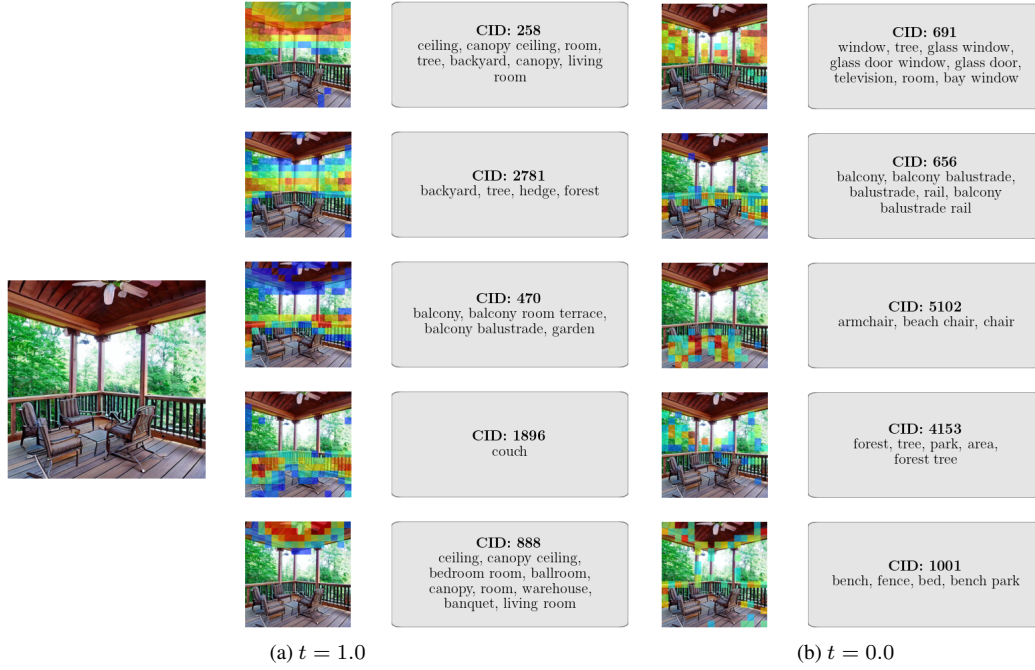 CID: 258
ceiling, canopy ceiling, room,
tree, backyard, canopy, living
room
CID: 2781
backyard, tree, hedge, forest
CID: 470
balcony, balcony room terrace,
balcony balustrade, garden
CID: 1896
couch
CID: 888
ceiling, canopy ceiling,
bedroom room, ballroom,
canopy, room, warehouse,
banquet, living room
(a) t = 1.0
CID: 691
window, tree, glass window,
glass door window, glass door,
television, room, bay window
CID: 656
balcony, balcony balustrade,
balustrade, rail, balcony
balustrade rail
CID: 5102
armchair, beach chair, chair
CID: 4153
forest, tree, park, area,
forest tree
CID: 1001
bench, fence, bed, bench park
(b) t = 0.0